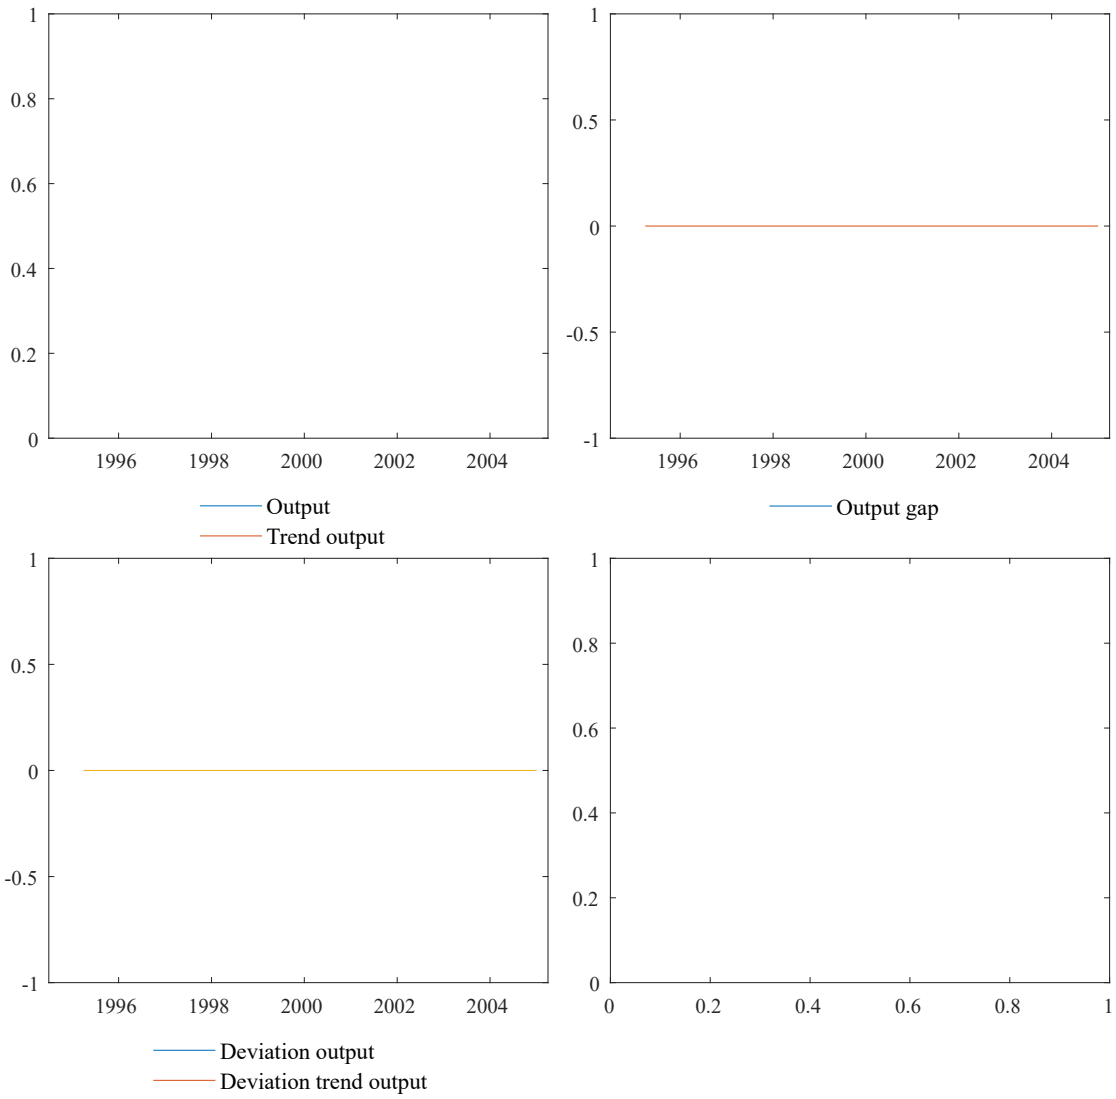 1
0.8
0.6
0.4
0.2
0
1996 1998 2000 2002 2004
Output
Trend output
1
0.5
0
-0.5
-1
1996 1998 2000 2002 2004
Output gap
1
0.5
0
-0.5
-1
1996 1998 2000 2002 2004
Deviation output
Deviation trend output
1
0.8
0.6
0.4
0.2
0
0 0.2 0.4 0.6 0.8 1